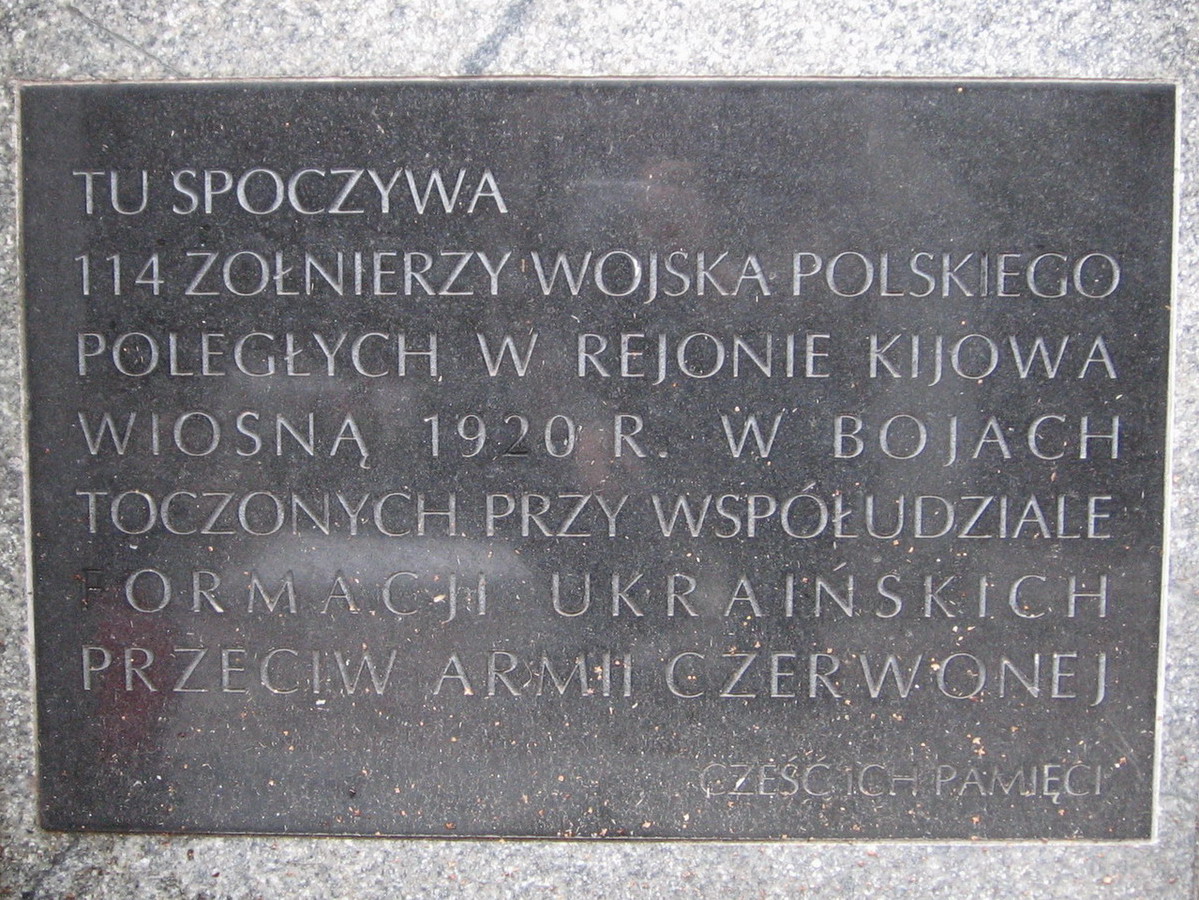 TU SPOCZYWA
114 ŻOŁNIERZY WOJSKA POLSKIEGO
POLEGŁYCH W REJONIE KIJOWA
WIOSNĄ 1920 R. W BOJACH
TOCZONYCH PRZY WSPÓŁUDZIALE
FORMACJI UKRAIŃSKICH
PRZECIW ARMII CZERWONEJ
CZEŚĆ ICH PAMIĘCI